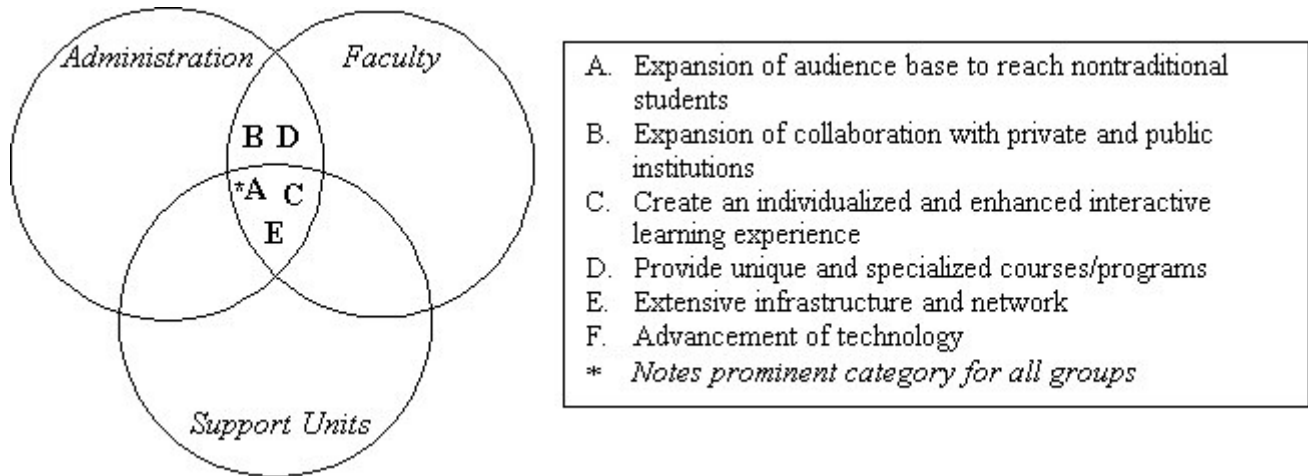 Administration
Faculty
B D
*A C
E
Support Units
A. Expansion of audience base to reach nontraditional
students
B. Expansion of collaboration with private and public
institutions
C. Create an individualized and enhanced interactive
learning experience
D. Provide unique and specialized courses/programs
E. Extensive infrastructure and network
F. Advancement of technology
* Notes prominent category for all groups